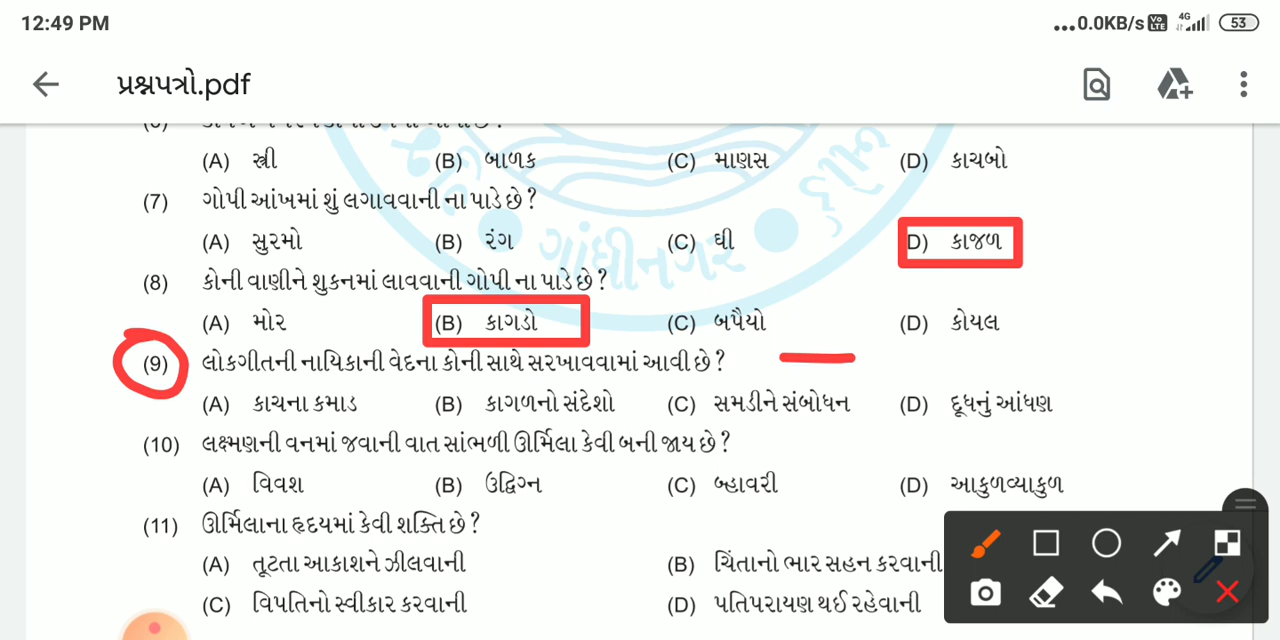 12:49 PM
...0.0KB/s Vo LTE 4G 53
પ્રશ્નપત્રો.pdf
(A) સ્ત્રી (B) બાળક (C) માણસ (D) કાચબો
(7) ગોપી આંખમાં શું લગાવવાની ના પાડે છે?
(A) સુરમો (B) રંગ (C) ઘી D) કાજળ
ગાંધીનગર
(8) કોની વાણીને શુકનમાં લાવવાની ગોપી ના પાડે છે?
(A) મોર (B) કાગડો (C) બપૈયો (D) કોયલ
(9) લોકગીતની નાયિકાની વેદના કોની સાથે સરખાવવામાં આવી છે?
(A) કાચના કમાડ (B) કાગળનો સંદેશો (C) સમડીને સંબોધન (D) દૂધનું આંધણ
(10) લક્ષ્મણની વનમાં જવાની વાત સાંભળી ઊર્મિલા કેવી બની જાય છે?
(A) વિવશ (B) ઉદ્વિગ્ન (C) બ્હાવરી (D) આકુળવ્યાકુળ
(11) ઊર્મિલાના હૃદયમાં કેવી શક્તિ છે?
(A) તૂટતા આકાશને ઝીલવાની (B) ચિંતાનો ભાર સહન કરવાની
(C) વિપતિનો સ્વીકાર કરવાની (D) પતિપરાયણ થઈ રહેવાની